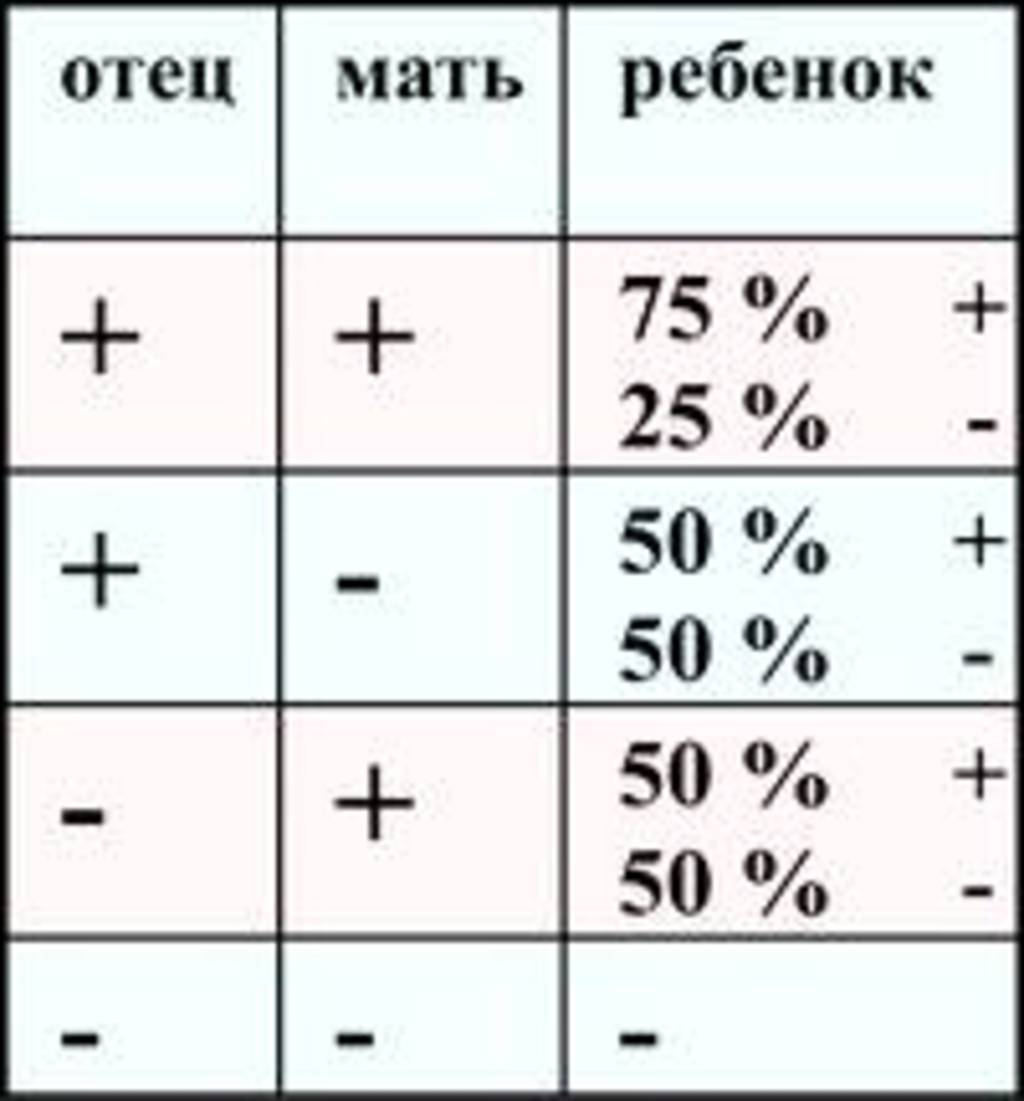 отец мать ребенок
+ + 75 % +
25 % -
+ - 50 % +
50 % -
- + 50 % +
50 % -
- - -